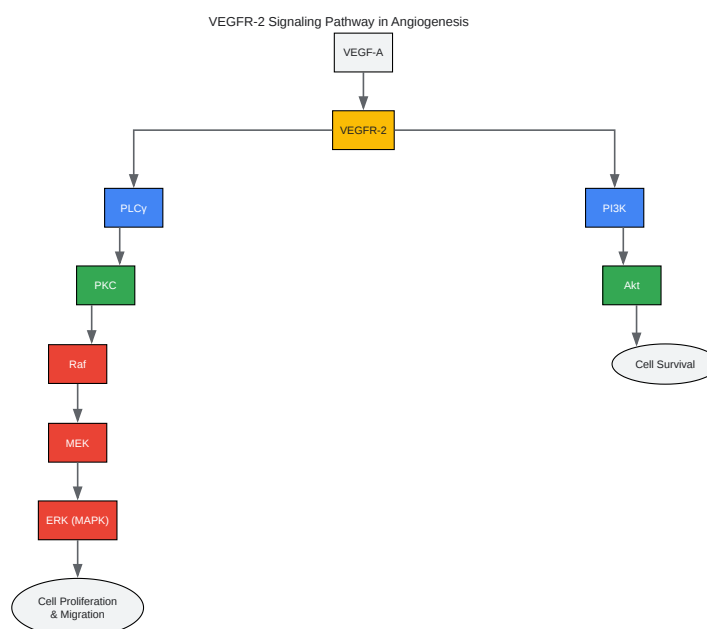 VEGFR-2 Signaling Pathway in Angiogenesis
VEGF-A
VEGFR-2
PLCγ
PI3K
PKC
Akt
Raf
Cell Survival
MEK
ERK (MAPK)
Cell Proliferation
& Migration